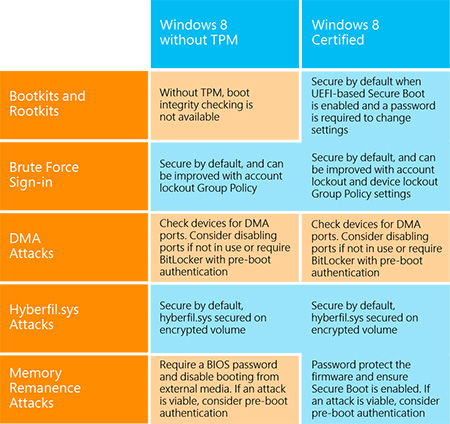 Windows 8
without TPM
Windows 8
Certified
Bootkits and
Rootkits
Without TPM, boot
integrity checking is
not available
Secure by default when
UEFI-based Secure Boot
is enabled and a password
is required to change
settings
Brute Force
Sign-in
Secure by default, and can
be improved with account
lockout Group Policy
Secure by default, and can
be improved with account
lockout and device lockout
Group Policy settings
DMA
Attacks
Check devices for DMA
ports. Consider disabling
ports if not in use or require
BitLocker with pre-boot
authentication
Check devices for DMA
ports. Consider disabling
ports if not in use or require
BitLocker with pre-boot
authentication
Hyberfil.sys
Attacks
Secure by default,
hyberfil.sys secured on
encrypted volume
Secure by default,
hyberfil.sys secured on
encrypted volume
Memory
Remanence
Attacks
Require a BIOS password
and disable booting from
external media. If an attack
is viable, consider pre-boot
authentication
Password protect the
firmware and ensure
Secure Boot is enabled. If
an attack is viable, consider
pre-boot authentication